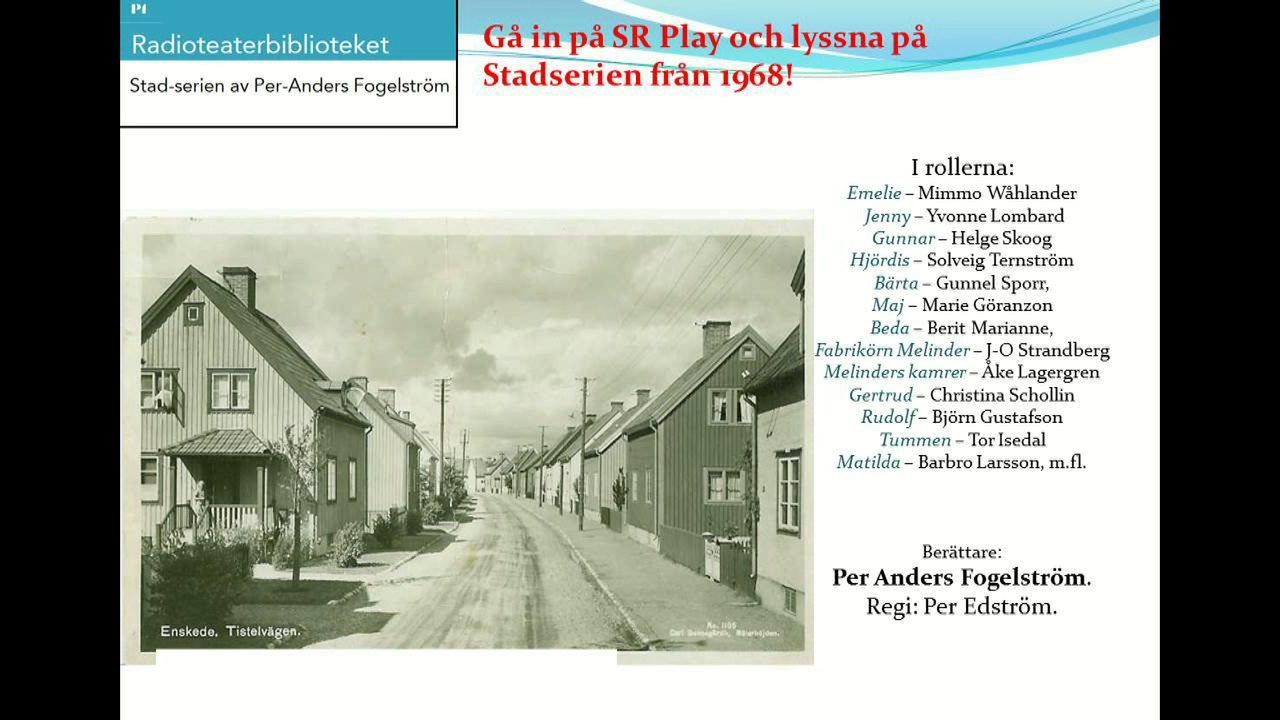 P1
Radioteaterbiblioteket
Stad-serien av Per-Anders Fogelström
Gå in på SR Play och lyssna på
Stadserien från 1968!
I rollerna:
Emelie – Mimmo Wåhlander
Jenny – Yvonne Lombard
Gunnar – Helge Skoog
Hjördis – Solveig Ternström
Bärta – Gunnel Sporr,
Maj – Marie Göranzon
Beda – Berit Marianne,
Fabrikörn Melinder – J-O Strandberg
Melinders kamrer – Åke Lagergren
Gertrud – Christina Schollin
Rudolf – Björn Gustafson
Tummen – Tor Isedal
Matilda – Barbro Larsson, m.fl.
Berättare:
Per Anders Fogelström.
Regi: Per Edström.
Enskede. Tistelvägen.
No. 1105
Carl